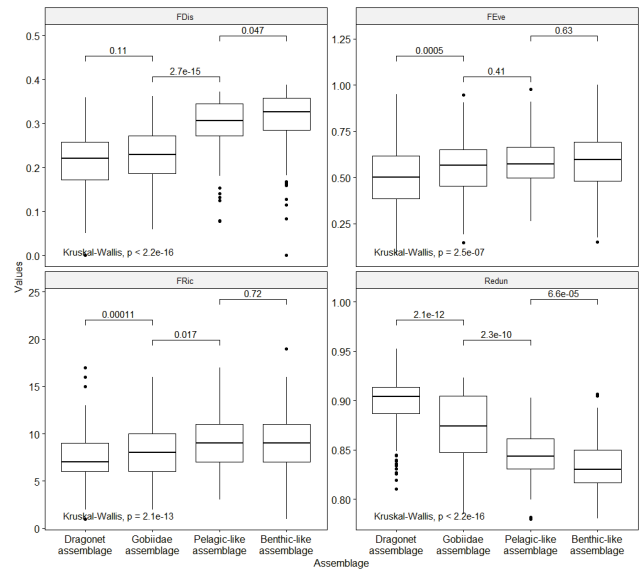 FDis
0.5
0.4
0.3
0.2
0.1
0.0
0.11
2.7e-15
0.047
Kruskal-Wallis, p < 2.2e-16
FEve
1.25
1.00
0.75
0.50
0.25
0.0005
0.41
0.63
Kruskal-Wallis, p = 2.5e-07
Values
FRic
25
20
15
10
5
0
0.00011
0.017
0.72
Kruskal-Wallis, p = 2.1e-13
Redun
1.00
0.95
0.90
0.85
0.80
2.1e-12
2.3e-10
6.6e-05
Kruskal-Wallis, p < 2.2e-16
Dragonet Gobiidae Pelagic-like Benthic-like
assemblage assemblage assemblage assemblage
Dragonet Gobiidae Pelagic-like Benthic-like
assemblage assemblage assemblage assemblage
Assemblage